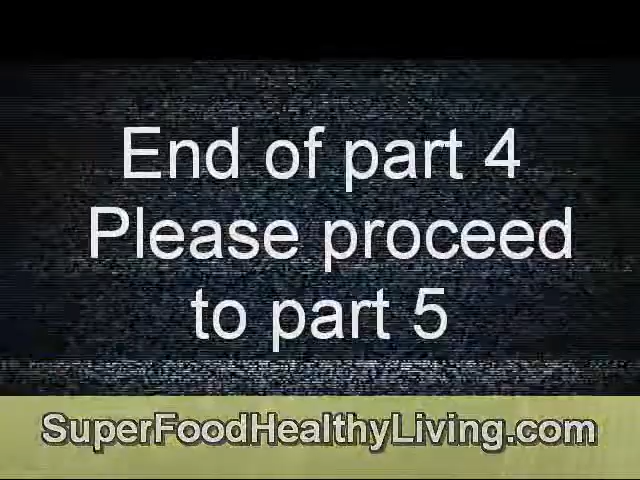 End of part 4
Please proceed
to part 5
SuperFoodHealthyLiving.com